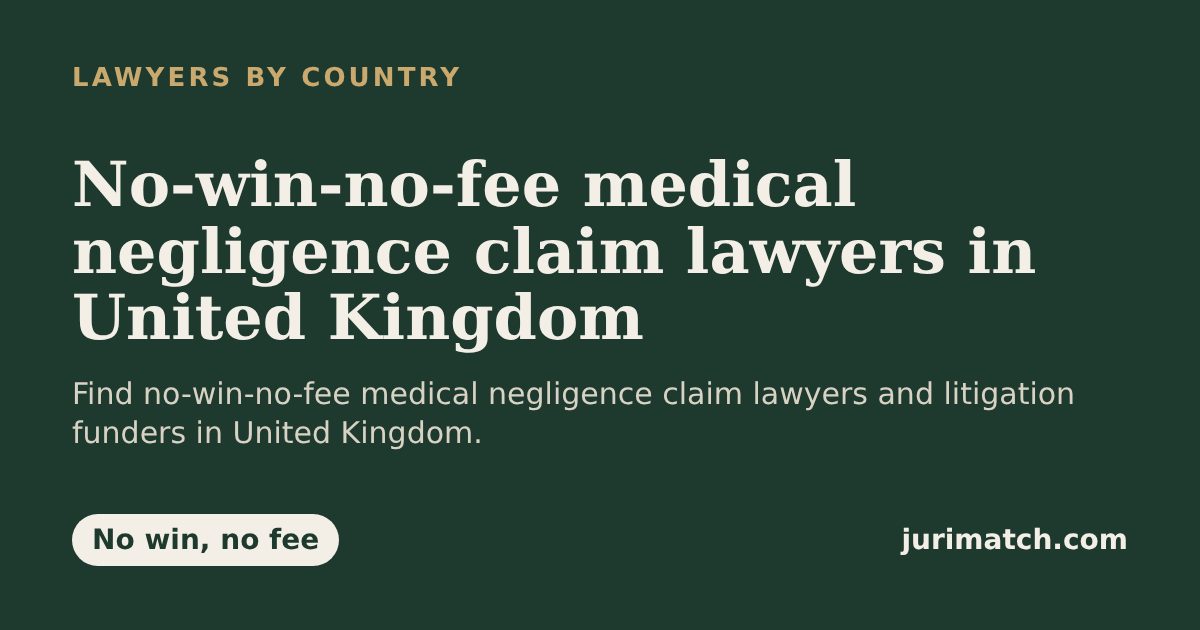 LAWYERS BY COUNTRY
No-win-no-fee medical
negligence claim lawyers in
United Kingdom
Find no-win-no-fee medical negligence claim lawyers and litigation
funders in United Kingdom.
No win, no fee
jurimatch.com